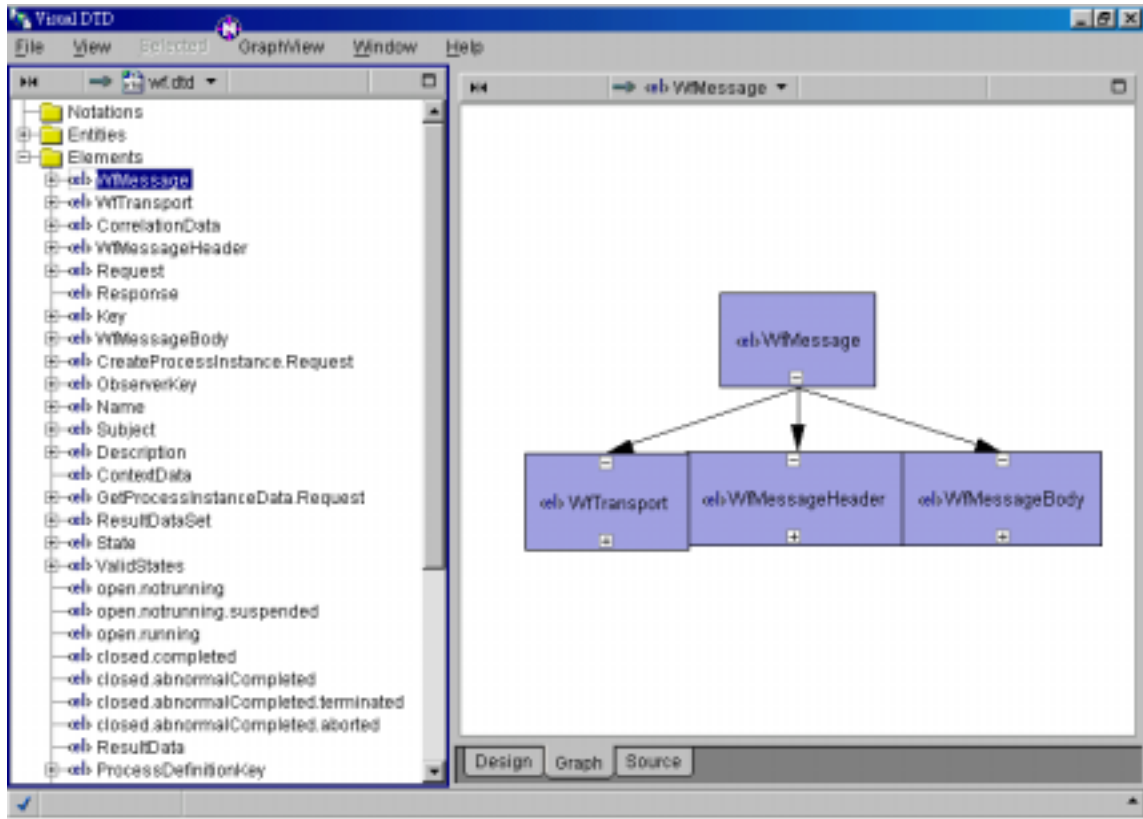 Visual DTD
File View Selected GraphView Window Help
wf.dtd
WfMessage
Notations
Entities
Elements
WfMessage
WfTransport
CorrelationData
WfMessageHeader
Request
Response
Key
WfMessageBody
CreateProcessInstance.Request
ObserverKey
Name
Subject
Description
ContextData
GetProcessInstanceData.Request
ResultDataSet
State
ValidStates
open.notrunning
open.notrunning.suspended
open.running
closed.completed
closed.abnormalCompleted
closed.abnormalCompleted.terminated
closed.abnormalCompleted.aborted
ResultData
ProcessDefinitionKey
WfMessage
WfTransport
WfMessageHeader
WfMessageBody
Design Graph Source